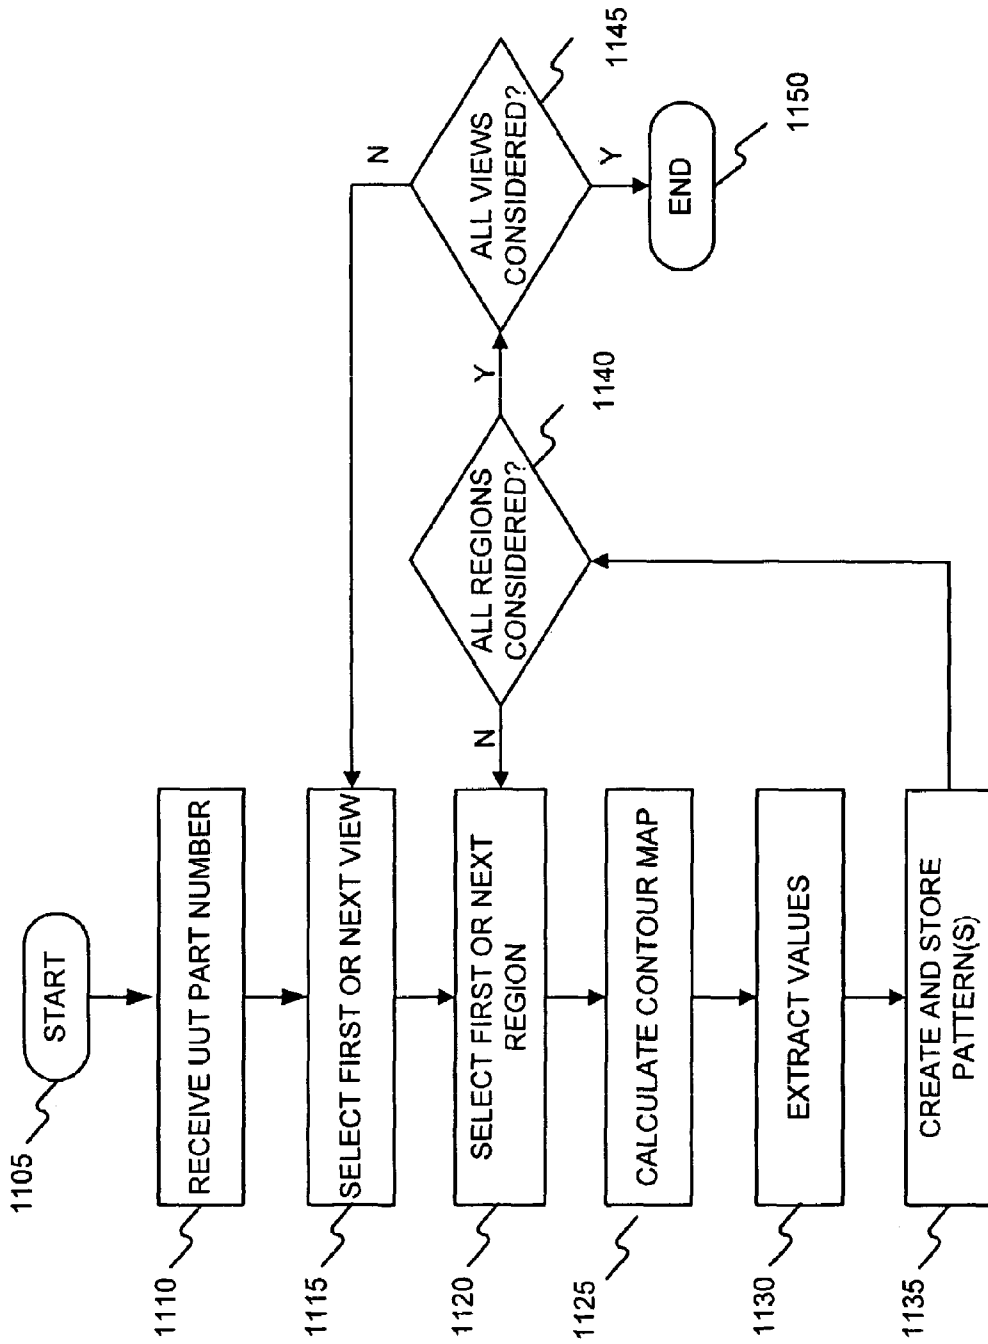 START
1105
RECEIVE UUT PART NUMBER
1110
SELECT FIRST OR NEXT VIEW
1115
SELECT FIRST OR NEXT
REGION
1120
CALCULATE CONTOUR MAP
1125
EXTRACT VALUES
1130
CREATE AND STORE
PATTERN(S)
1135
ALL REGIONS
CONSIDERED?
1140
N
Y
ALL VIEWS
CONSIDERED?
1145
N
Y
END
1150